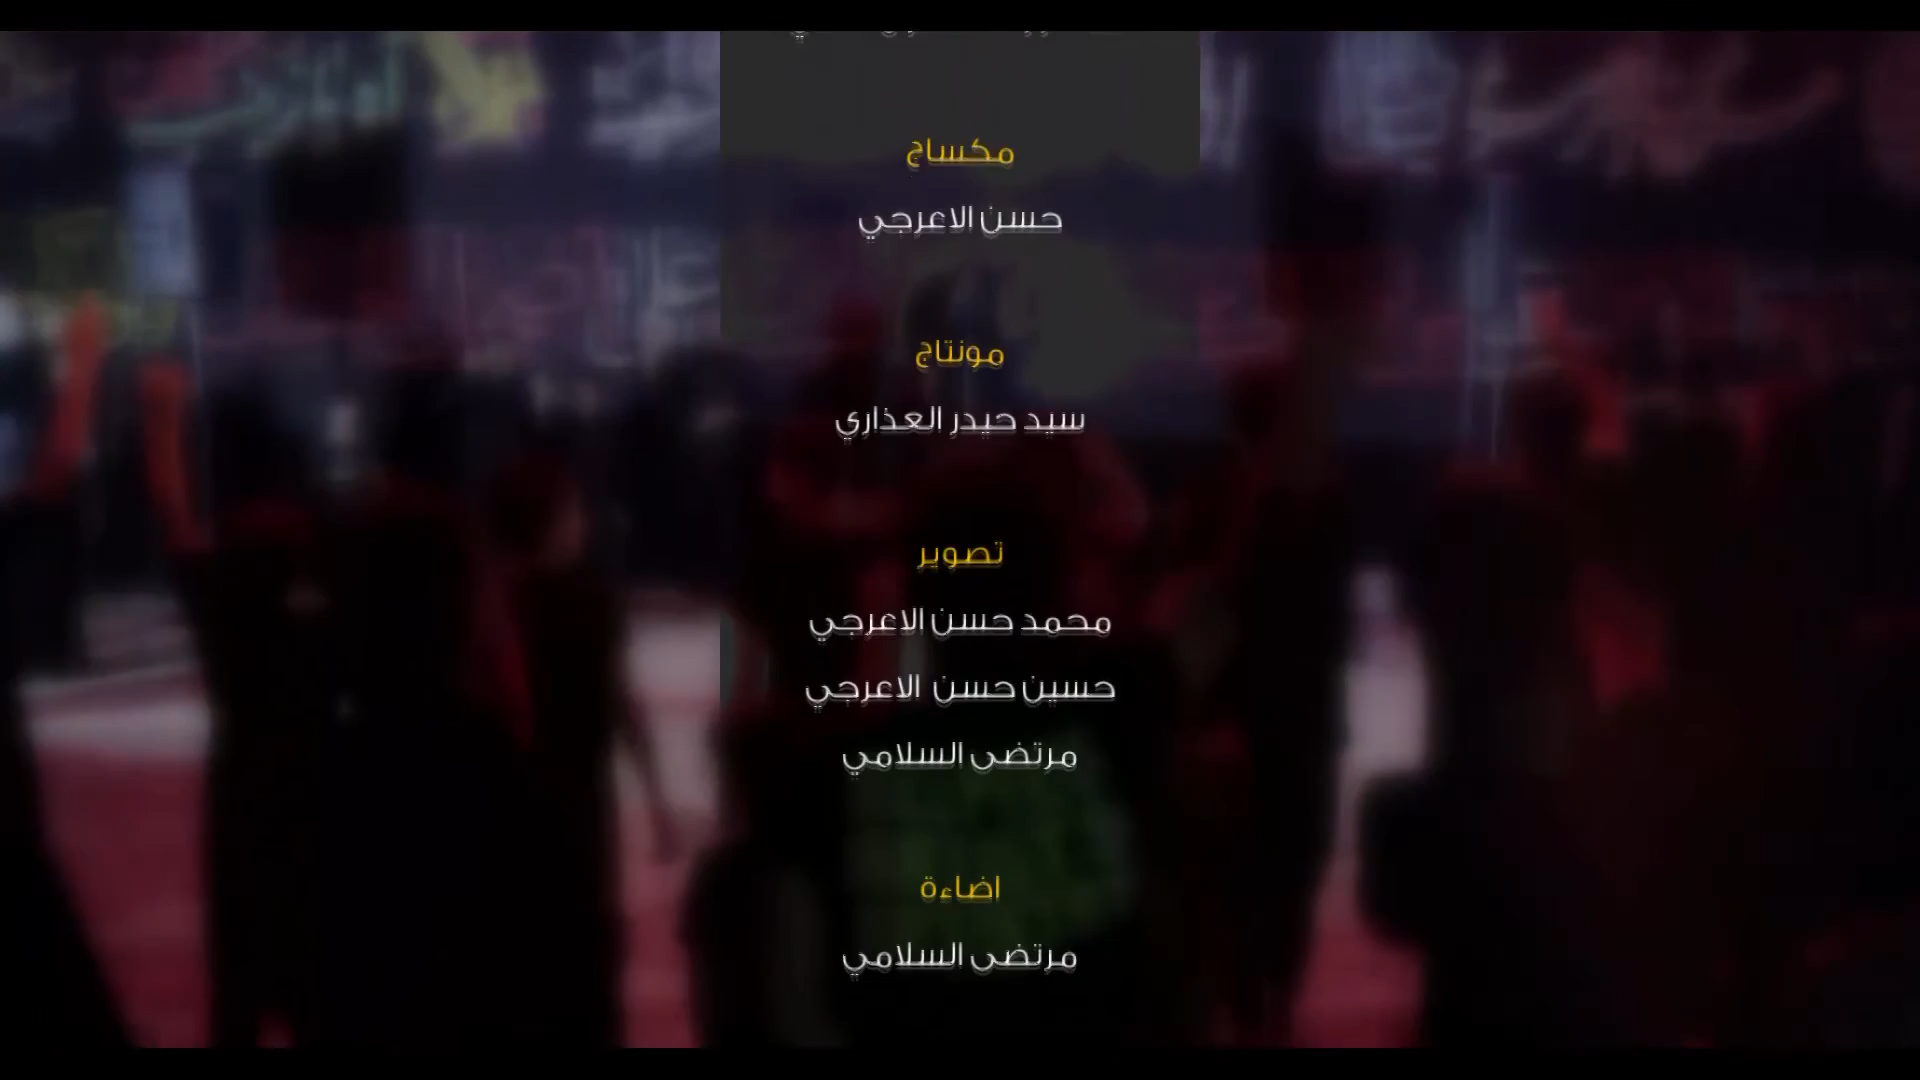 مكساج
حسن الاعرجي
مونتاج
سيد حيدر العذاري
تصوير
محمد حسن الاعرجي
حسين حسن الاعرجي
مرتضى السلامي
اضاءة
مرتضى السلامي